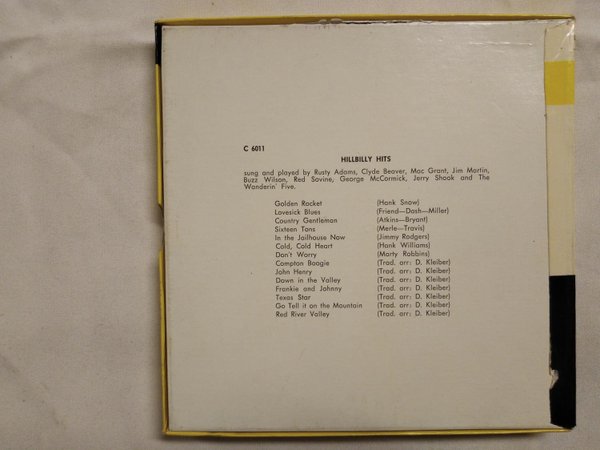 C 6011
HILLBILLY HITS
sung and played by Rusty Adams, Clyde Beaver, Mac Grant, Jim Martin,
Buzz Wilson, Red Sovine, George McCormick, Jerry Shook and The
Wanderin' Five.
Golden Rocket (Hank Snow)
Lovesick Blues (Friend—Dash—Miller)
Country Gentleman (Atkins—Bryant)
Sixteen Tons (Merle—Travis)
In the Jailhouse Now (Jimmy Rodgers)
Cold, Cold Heart (Hank Williams)
Don't Worry (Marty Robbins)
Compton Boogie (Trad. arr: D. Kleiber)
John Henry (Trad. arr: D. Kleiber)
Down in the Valley (Trad. arr: D. Kleiber)
Frankie and Johnny (Trad. arr: D. Kleiber)
Texas Star (Trad. arr: D. Kleiber)
Go Tell it on the Mountain (Trad. arr: D. Kleiber)
Red River Valley (Trad. arr: D. Kleiber)